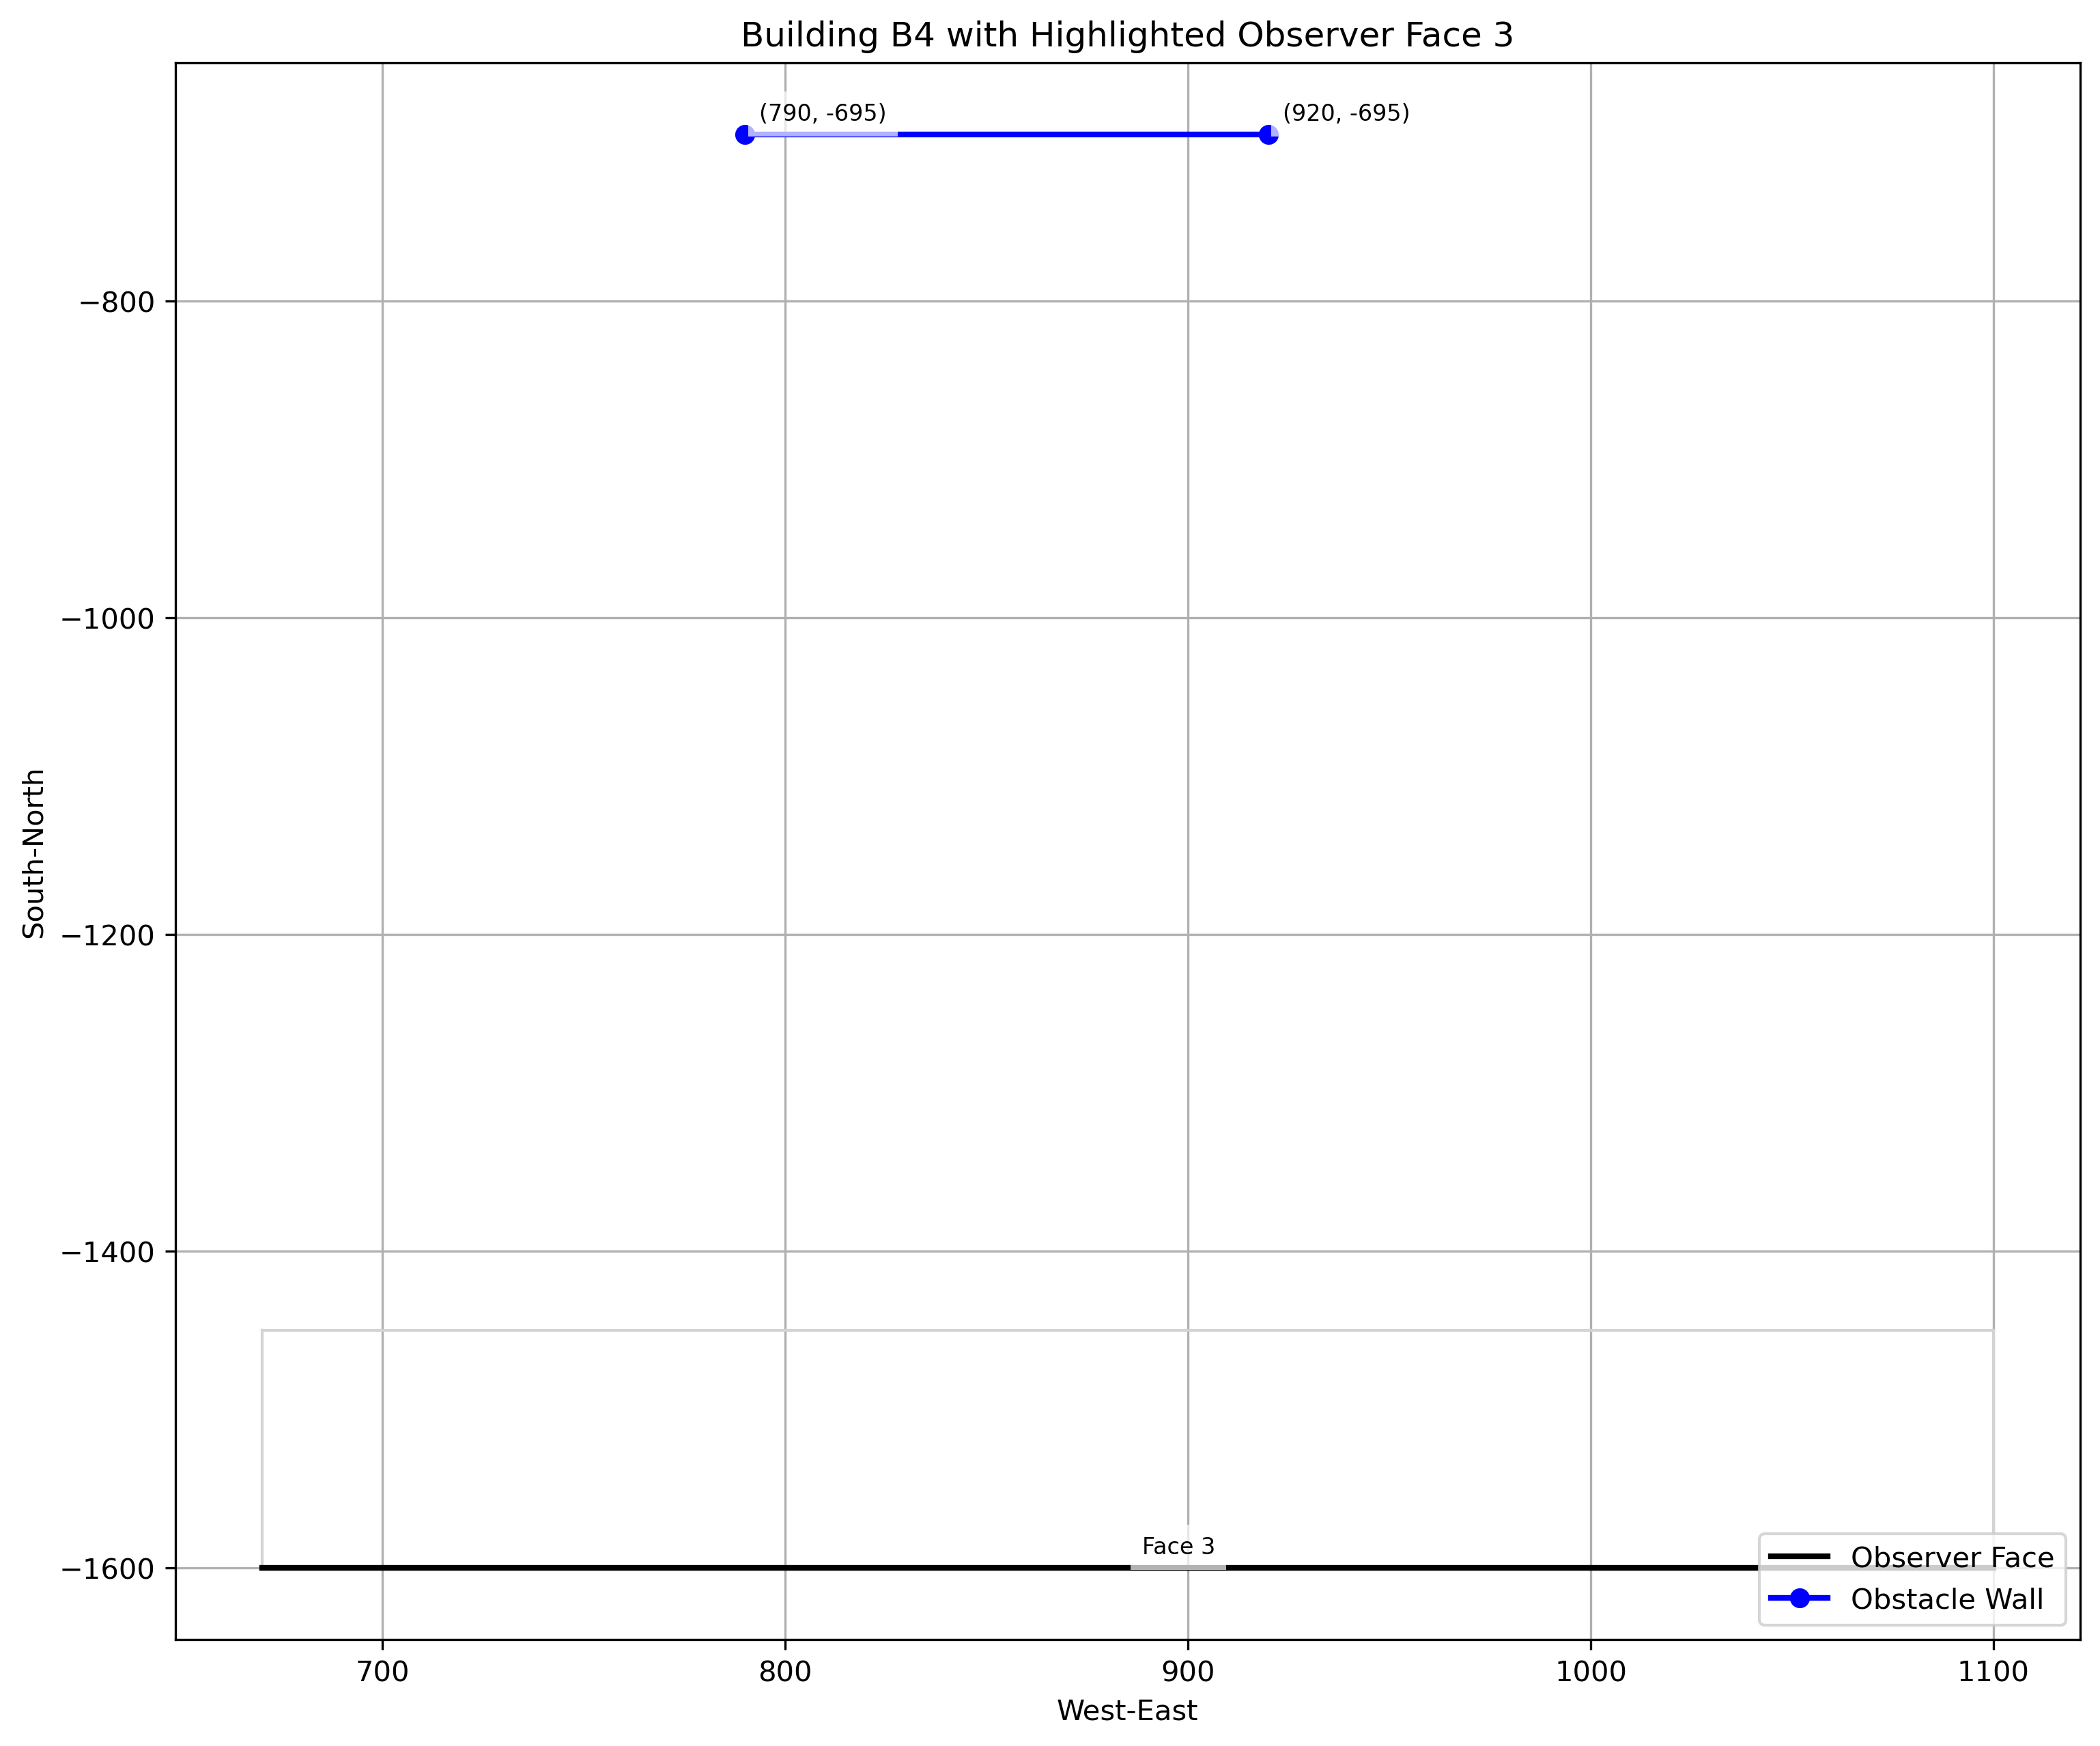 Building B4 with Highlighted Observer Face 3
(790, -695)
(920, -695)
−800
−1000
−1200
−1400
−1600
South-North
Face 3
Observer Face
Obstacle Wall
700
800
900
1000
1100
West-East